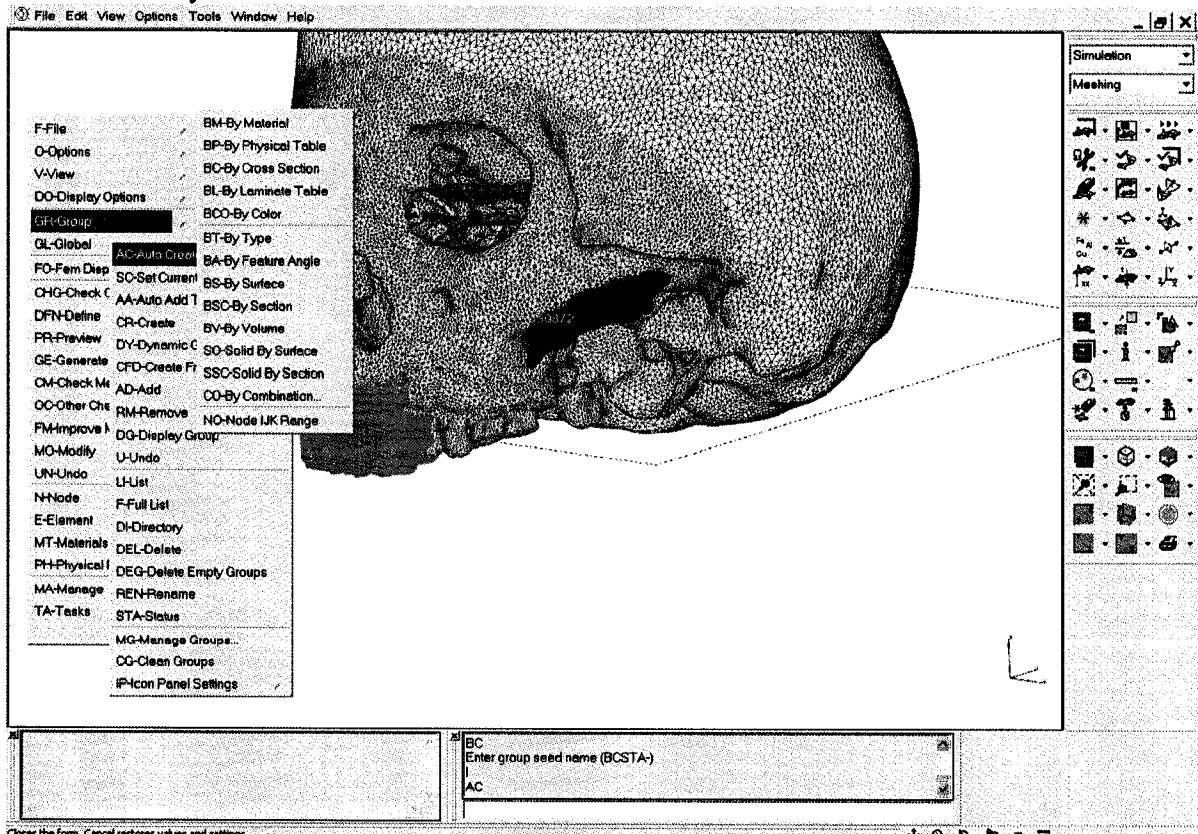 File Edit View Options Tools Window Help
Simulation
Meshing
F-File
O-Options
V-View
DO-Display Options
GR-Group
GL-Global
FO-Fem Disp
CHG-Check
DFN-Define
PR-Preview
GE-Generate
CM-Check Me
OC-Other Che
FM-Improve
MO-Modify
UN-Undo
N-Node
E-Element
MT-Materials
PH-Physical
MA-Manage
TA-Tasks
AC-Auto Creat
SC-Set Current
AA-Auto Add T
CR-Create
DY-Dynamic
CFD-Create Fr
AD-Add
RM-Remove
DG-Display Group
U-Undo
LI-List
F-Full List
DI-Directory
DEL-Delete
DEG-Delete Empty Groups
REN-Rename
STA-Status
MG-Manage Groups...
CG-Clean Groups
IP-Icon Panel Settings
BM-By Material
BP-By Physical Table
BC-By Cross Section
BL-By Laminate Table
BCO-By Color
BT-By Type
BA-By Feature Angle
BS-By Surface
BSC-By Section
BV-By Volume
SO-Solid By Surface
SSC-Solid By Section
CO-By Combination...
NO-Node IJK Range
BC
Enter group seed name (BCSTA-)
I
AC
Closes the form. Cancel restores values and settings